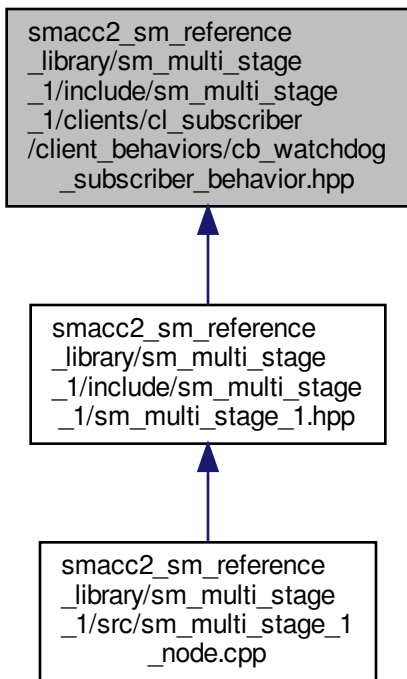 smacc2_sm_reference
_library/sm_multi_stage
_1/include/sm_multi_stage
_1/clients/cl_subscriber
/client_behaviors/cb_watchdog
_subscriber_behavior.hpp
smacc2_sm_reference
_library/sm_multi_stage
_1/include/sm_multi_stage
_1/sm_multi_stage_1.hpp
smacc2_sm_reference
_library/sm_multi_stage
_1/src/sm_multi_stage_1
_node.cpp